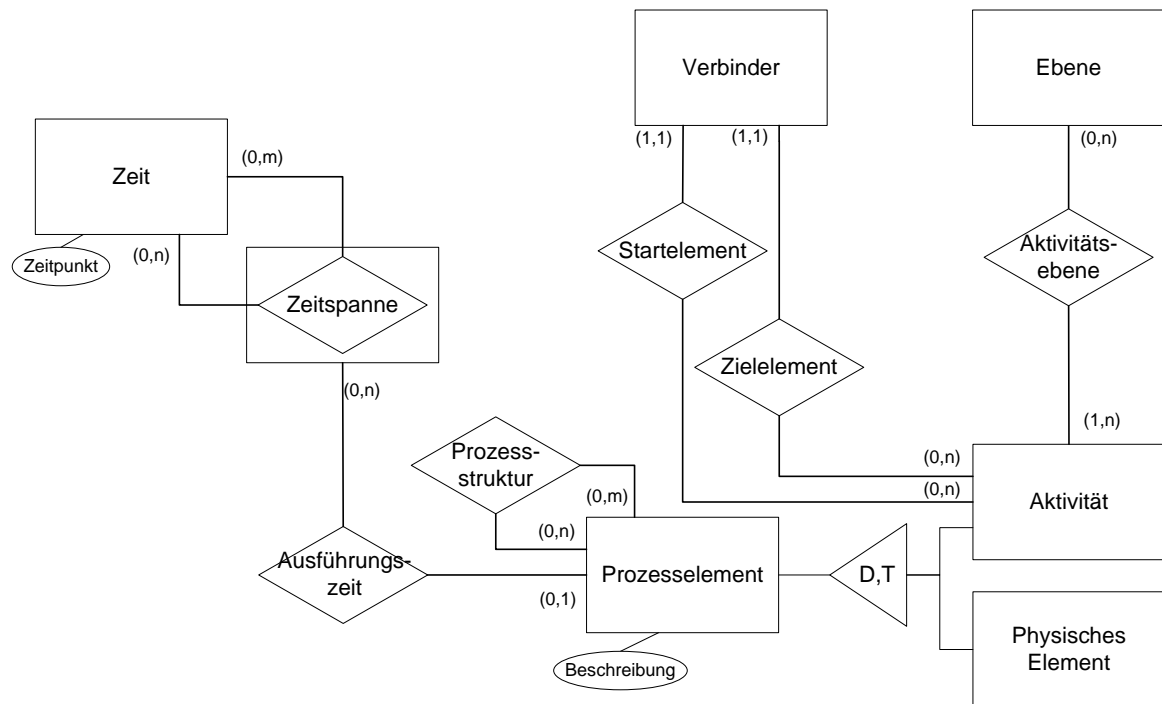 Verbinder
Ebene
(1,1)
(1,1)
(0,n)
Zeit
(0,m)
Zeitpunkt
(0,n)
Startelement
Aktivitäts-
ebene
Zeitspanne
Zielelement
(0,n)
(1,n)
Prozess-
struktur
(0,m)
(0,n)
(0,n)
(0,n)
Aktivität
Ausführungs-
zeit
(0,1)
Prozesselement
D,T
Beschreibung
Physisches
Element